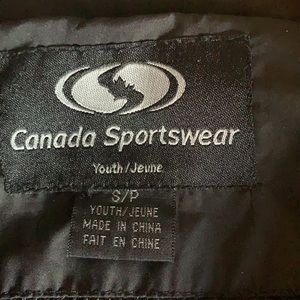 Canada Sportswear
Youth/Jeune
S/P
YOUTH/JEUNE
MADE IN CHINA
FAIT EN CHINE